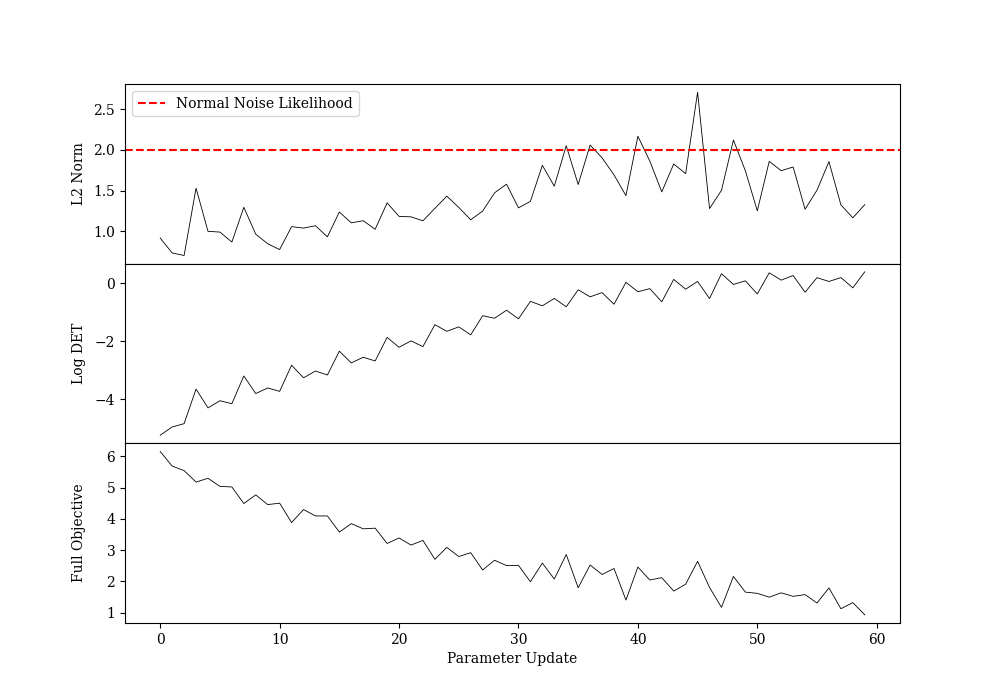 2.5
2.0
1.5
1.0
L2 Norm
Normal Noise Likelihood
0
−2
−4
Log DET
6
5
4
3
2
1
Full Objective
0 10 20 30 40 50 60
Parameter Update